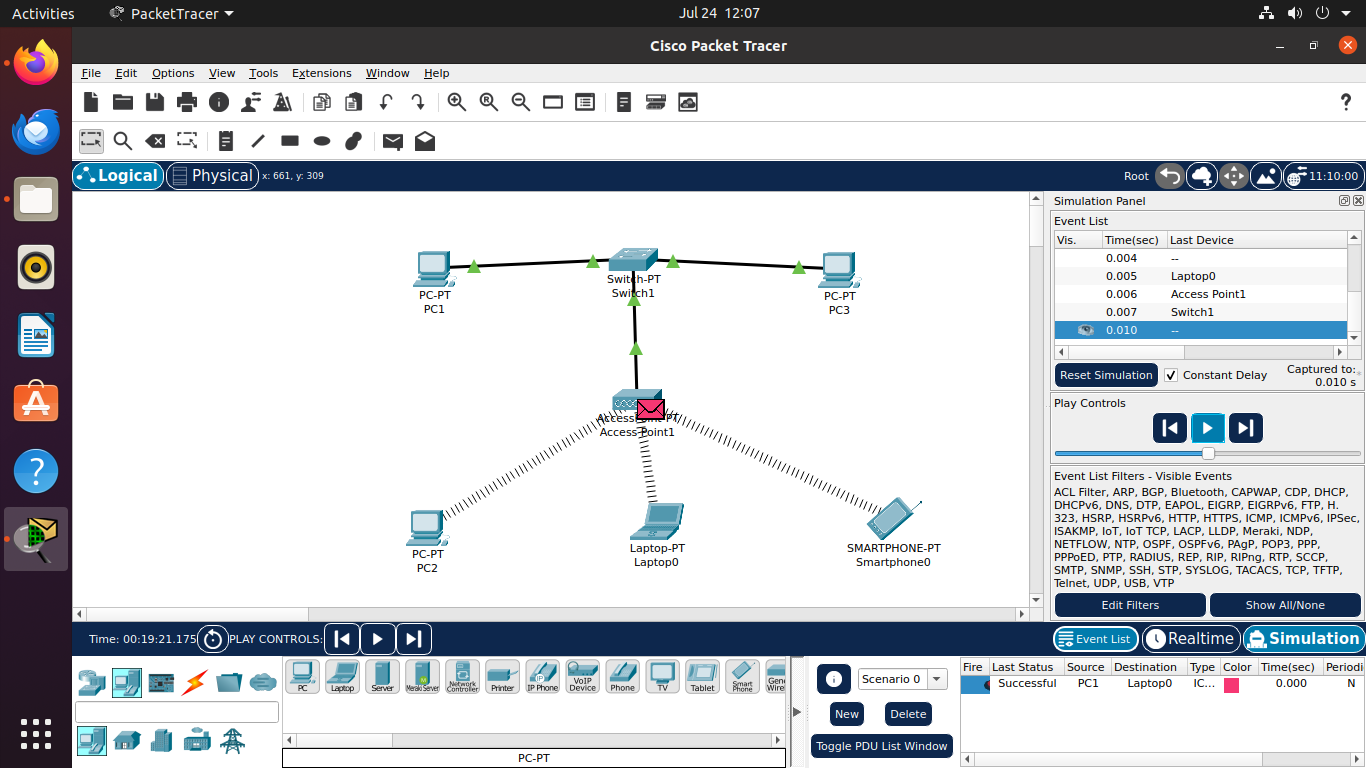 Activities
PacketTracer
Jul 24 12:07
Cisco Packet Tracer
File Edit Options View Tools Extensions Window Help
?
Logical
Physical
x: 661, y: 309
Root
11:10:00
PC-PT
PC1
Switch-PT
Switch1
PC-PT
PC3
AccessPoint-PT
Access Point1
PC-PT
PC2
Laptop-PT
Laptop0
SMARTPHONE-PT
Smartphone0
Simulation Panel
Event List
Vis. Time(sec) Last Device
0.004 --
0.005 Laptop0
0.006 Access Point1
0.007 Switch1
0.010 --
Reset Simulation
Constant Delay
Captured to:
0.010 s
Play Controls
Event List Filters - Visible Events
ACL Filter, ARP, BGP, Bluetooth, CAPWAP, CDP, DHCP,
DHCPv6, DNS, DTP, EAPOL, EIGRP, EIGRPv6, FTP, H.
323, HSRP, HSRPv6, HTTP, HTTPS, ICMP, ICMPv6, IPSec,
ISAKMP, IoT, IoT TCP, LACP, LLDP, Meraki, NDP,
NETFLOW, NTP, OSPF, OSPFv6, PAgP, POP3, PPP,
PPPoED, PTP, RADIUS, REP, RIP, RIPng, RTP, SCCP,
SMTP, SNMP, SSH, STP, SYSLOG, TACACS, TCP, TFTP,
Telnet, UDP, USB, VTP
Edit Filters
Show All/None
Time: 00:19:21.175
PLAY CONTROLS:
Event List
Realtime
Simulation
PC
Laptop
Server
Meraki Server
Network
Controller
Printer
IP Phone
VoIP
Device
Phone
TV
Tablet
Smart
Phone
PC-PT
Scenario 0
New
Delete
Toggle PDU List Window
Fire Last Status Source Destination Type Color Time(sec) Periodi
Successful PC1 Laptop0 IC... 0.000 N